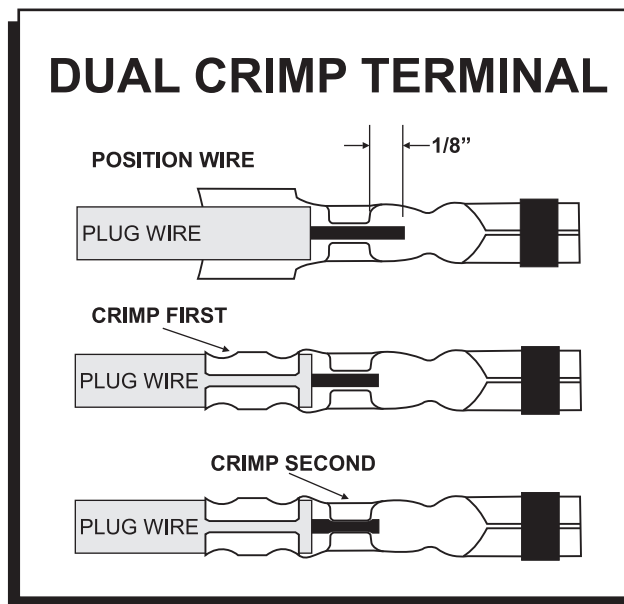 DUAL CRIMP TERMINAL
1/8”
POSITION WIRE
PLUG WIRE
CRIMP FIRST
PLUG WIRE
CRIMP SECOND
PLUG WIRE